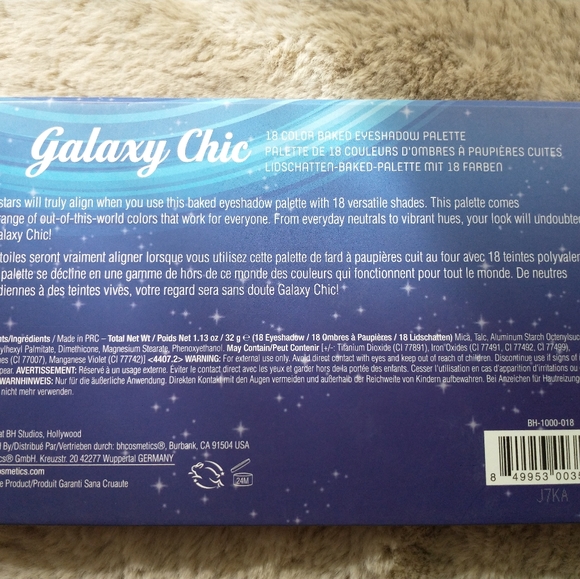 Galaxy Chic
18 COLOR BAKED EYESHADOW PALETTE
PALETTE DE 18 COULEURS D'OMBRES À PAUPIÈRES CUITES
LIDSCHATTEN-BAKED-PALETTE MIT 18 FARBEN
stars will truly align when you use this baked eyeshadow palette with 18 versatile shades. This palette comes
range of out-of-this-world colors that work for everyone. From everyday neutrals to vibrant hues, your look will undoubted
alaxy Chic!
toiles seront vraiment aligner lorsque vous utilisez cette palette de fard à paupières cuit au four avec 18 teintes polyvalen
palette se décline en une gamme de hors de ce monde des couleurs qui fonctionnent pour tout le monde. De neutres
diennes à des teintes vives, votre regard sera sans doute Galaxy Chic!
nts/Ingrédients / Made in PRC – Total Net Wt / Poids Net 1.13 oz / 32 g ℮ (18 Eyeshadow / 18 Ombres à Paupières / 18 Lidschatten) Mica, Talc, Aluminum Starch Octenylsuc
ylhexyl Palmitate, Dimethicone, Magnesium Stearate, Phenoxyethanol. May Contain/Peut Contenir [+/-: Titanium Dioxide (CI 77891), Iron Oxides (CI 77491, CI 77492, CI 77499),
es (CI 77007), Manganese Violet (CI 77742)] <4407.2> WARNING: For external use only. Avoid direct contact with eyes and keep out of reach of children. Discontinue use if signs of i
pear. AVERTISSEMENT: Réservé à un usage externe. Éviter le contact direct avec les yeux et garder hors de la portée des enfants. Cesser l'utilisation en cas d'apparition d'irritations ou
WARNHINWEIS: Nur für die äußerliche Anwendung. Direkten Kontakt mit den Augen vermeiden und außerhalb der Reichweite von Kindern aufbewahren. Bei Anzeichen für Hautreizung
nicht mehr verwenden.
BH-1000-018
at BH Studios, Hollywood
d By/Distribué Par/Vertrieben durch: bhcosmetics®, Burbank, CA 91504 USA
ics® GmbH. Kreuzstr. 20 42277 Wuppertal GERMANY
cosmetics.com
e Product/Produit Garanti Sana Cruauté
24M
8 49953 0035
J7KA